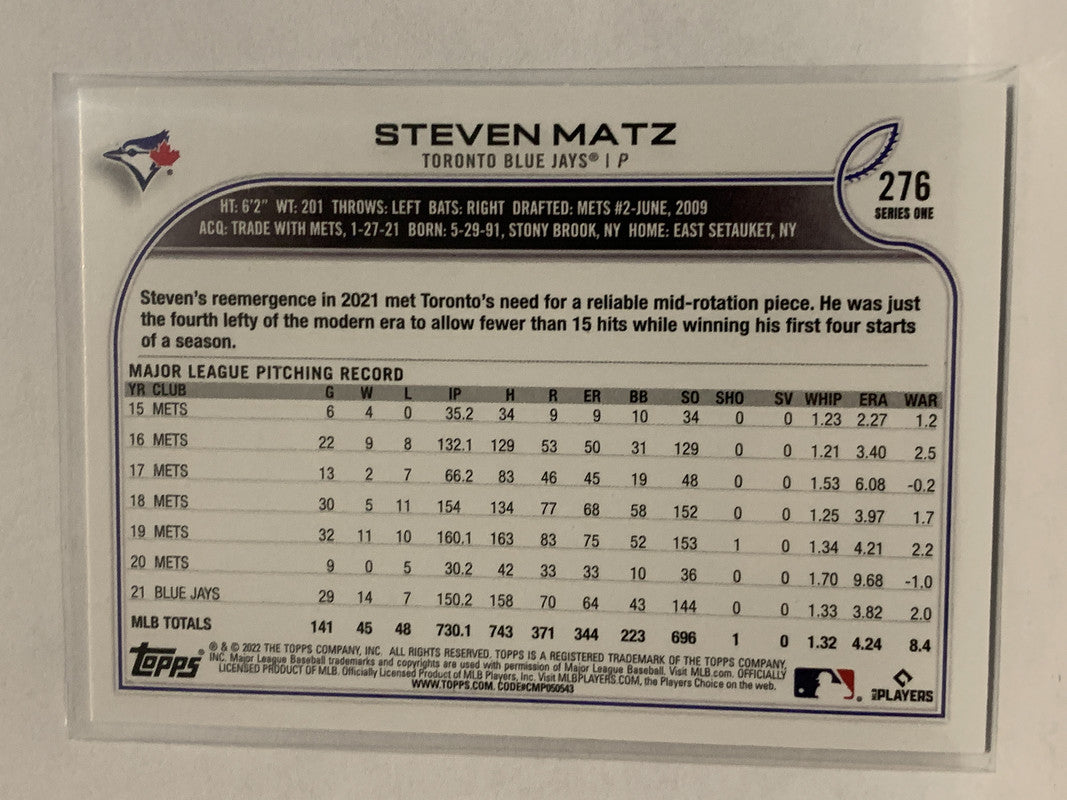 STEVEN MATZ
TORONTO BLUE JAYS® | P
276
SERIES ONE
HT: 6'2" WT: 201 THROWS: LEFT BATS: RIGHT DRAFTED: METS #2-JUNE, 2009
ACQ: TRADE WITH METS, 1-27-21 BORN: 5-29-91, STONY BROOK, NY HOME: EAST SETAUKET, NY
Steven's reemergence in 2021 met Toronto's need for a reliable mid-rotation piece. He was just
the fourth lefty of the modern era to allow fewer than 15 hits while winning his first four starts
of a season.
MAJOR LEAGUE PITCHING RECORD
YR CLUB G W L IP H R ER BB SO SHO SV WHIP ERA WAR
15 METS 6 4 0 35.2 34 9 9 10 34 0 0 1.23 2.27 1.2
16 METS 22 9 8 132.1 129 53 50 31 129 0 0 1.21 3.40 2.5
17 METS 13 2 7 66.2 83 46 45 19 48 0 0 1.53 6.08 -0.2
18 METS 30 5 11 154 134 77 68 58 152 0 0 1.25 3.97 1.7
19 METS 32 11 10 160.1 163 83 75 52 153 1 0 1.34 4.21 2.2
20 METS 9 0 5 30.2 42 33 33 10 36 0 0 1.70 9.68 -1.0
21 BLUE JAYS 29 14 7 150.2 158 70 64 43 144 0 0 1.33 3.82 2.0
MLB TOTALS 141 45 48 730.1 743 371 344 223 696 1 0 1.32 4.24 8.4
Topps®
® & © 2022 THE TOPPS COMPANY, INC. ALL RIGHTS RESERVED. TOPPS IS A REGISTERED TRADEMARK OF THE TOPPS COMPANY,
INC. Major League Baseball trademarks and copyrights are used with permission of Major League Baseball. Visit MLB.com. OFFICIALLY
LICENSED PRODUCT OF MLB. Officially Licensed Product of MLB Players, Inc. Visit MLBPLAYERS.COM, the Players Choice on the web.
WWW.TOPPS.COM. CODE#CMP050543
MLB PLAYERS